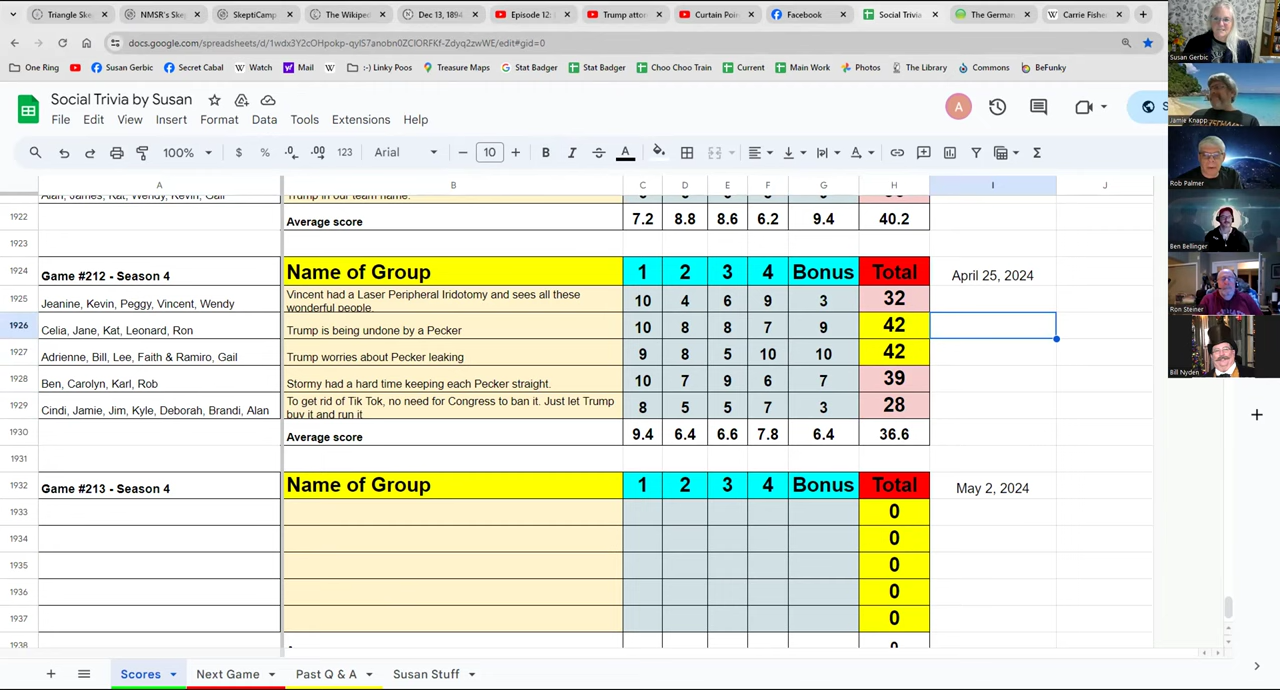 Triangle Ske
NMSR's Ske
SkeptiCamp
The Wikipe
Dec 13, 1894
Episode 12:
Trump attor
Curtain Poi
Facebook
Social Trivia
The German
Carrie Fishe
docs.google.com/spreadsheets/d/
edit#gid=0
One Ring
Susan Gerbic
Secret Cabal
Watch
Mail
:-) Linky Poos
Treasure
Stat Badger
Stat Badger
Choo Choo Train
Current
Main Work
Photos
The Library
Commons
BeFunky
Social Trivia by Susan
File Edit View Insert Format Data Tools Extensions Help
A
100% $ % .0 .00 123 Arial 10 B I A
A B C D E F G H I J
Alan, James, Kat, Wendy, Kevin, Gail
Trump in our team name.
1922 Average score 7.2 8.8 8.6 6.2 9.4 40.2
1923
1924 Game #212 - Season 4 Name of Group 1 2 3 4 Bonus Total April 25, 2024
1925 Jeanine, Kevin, Peggy, Vincent, Wendy Vincent had a Laser Peripheral Iridotomy and sees all these wonderful people. 10 4 6 9 3 32
1926 Celia, Jane, Kat, Leonard, Ron Trump is being undone by a Pecker 10 8 8 7 9 42
1927 Adrienne, Bill, Lee, Faith & Ramiro, Gail Trump worries about Pecker leaking 9 8 5 10 10 42
1928 Ben, Carolyn, Karl, Rob Stormy had a hard time keeping each Pecker straight. 10 7 9 6 7 39
1929 Cindi, Jamie, Jim, Kyle, Deborah, Brandi, Alan To get rid of Tik Tok, no need for Congress to ban it. Just let Trump buy it and run it 8 5 5 7 3 28
1930 Average score 9.4 6.4 6.6 7.8 6.4 36.6
1931
1932 Game #213 - Season 4 Name of Group 1 2 3 4 Bonus Total May 2, 2024
1933 0
1934 0
1935 0
1936 0
1937 0
1938 0
Scores
Next Game
Past Q & A
Susan Stuff
Susan Gerbic
Jamie Knapp
Rob Palmer
Ben Bellinger
Ron Steiner
Bill Nyden